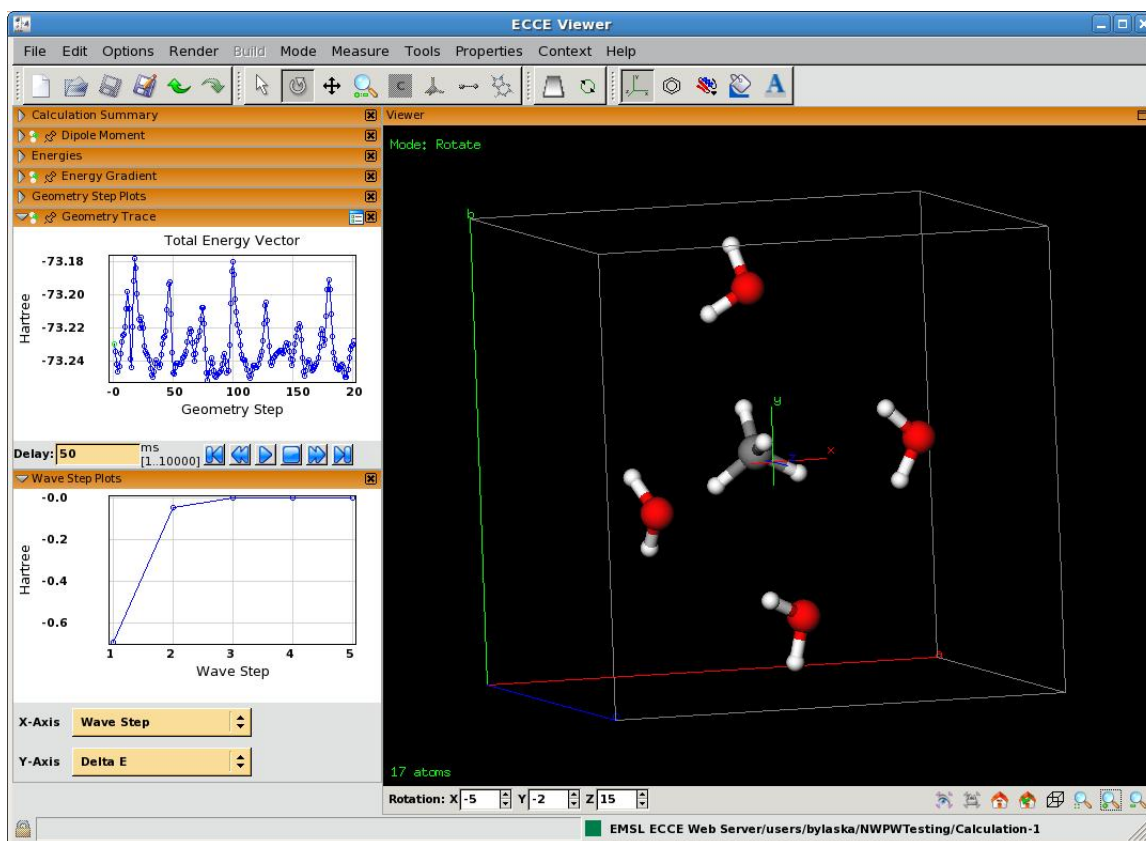 ECCE Viewer
File Edit Options Render Build Mode Measure Tools Properties Context Help
C
A
Calculation Summary
Dipole Moment
Energies
Energy Gradient
Geometry Step Plots
Geometry Trace
Total Energy Vector
Hartree
-73.18
-73.20
-73.22
-73.24
-0 50 100 150 20
Geometry Step
Delay: 50 ms
[1..10000]
Wave Step Plots
Hartree
-0.0
-0.2
-0.4
-0.6
1 2 3 4 5
Wave Step
X-Axis Wave Step
Y-Axis Delta E
Viewer
Mode: Rotate
b
y
x
z
a
17 atoms
Rotation: X -5 Y -2 Z 15
EMSL ECCE Web Server/users/bylaska/NWPWTesting/Calculation-1